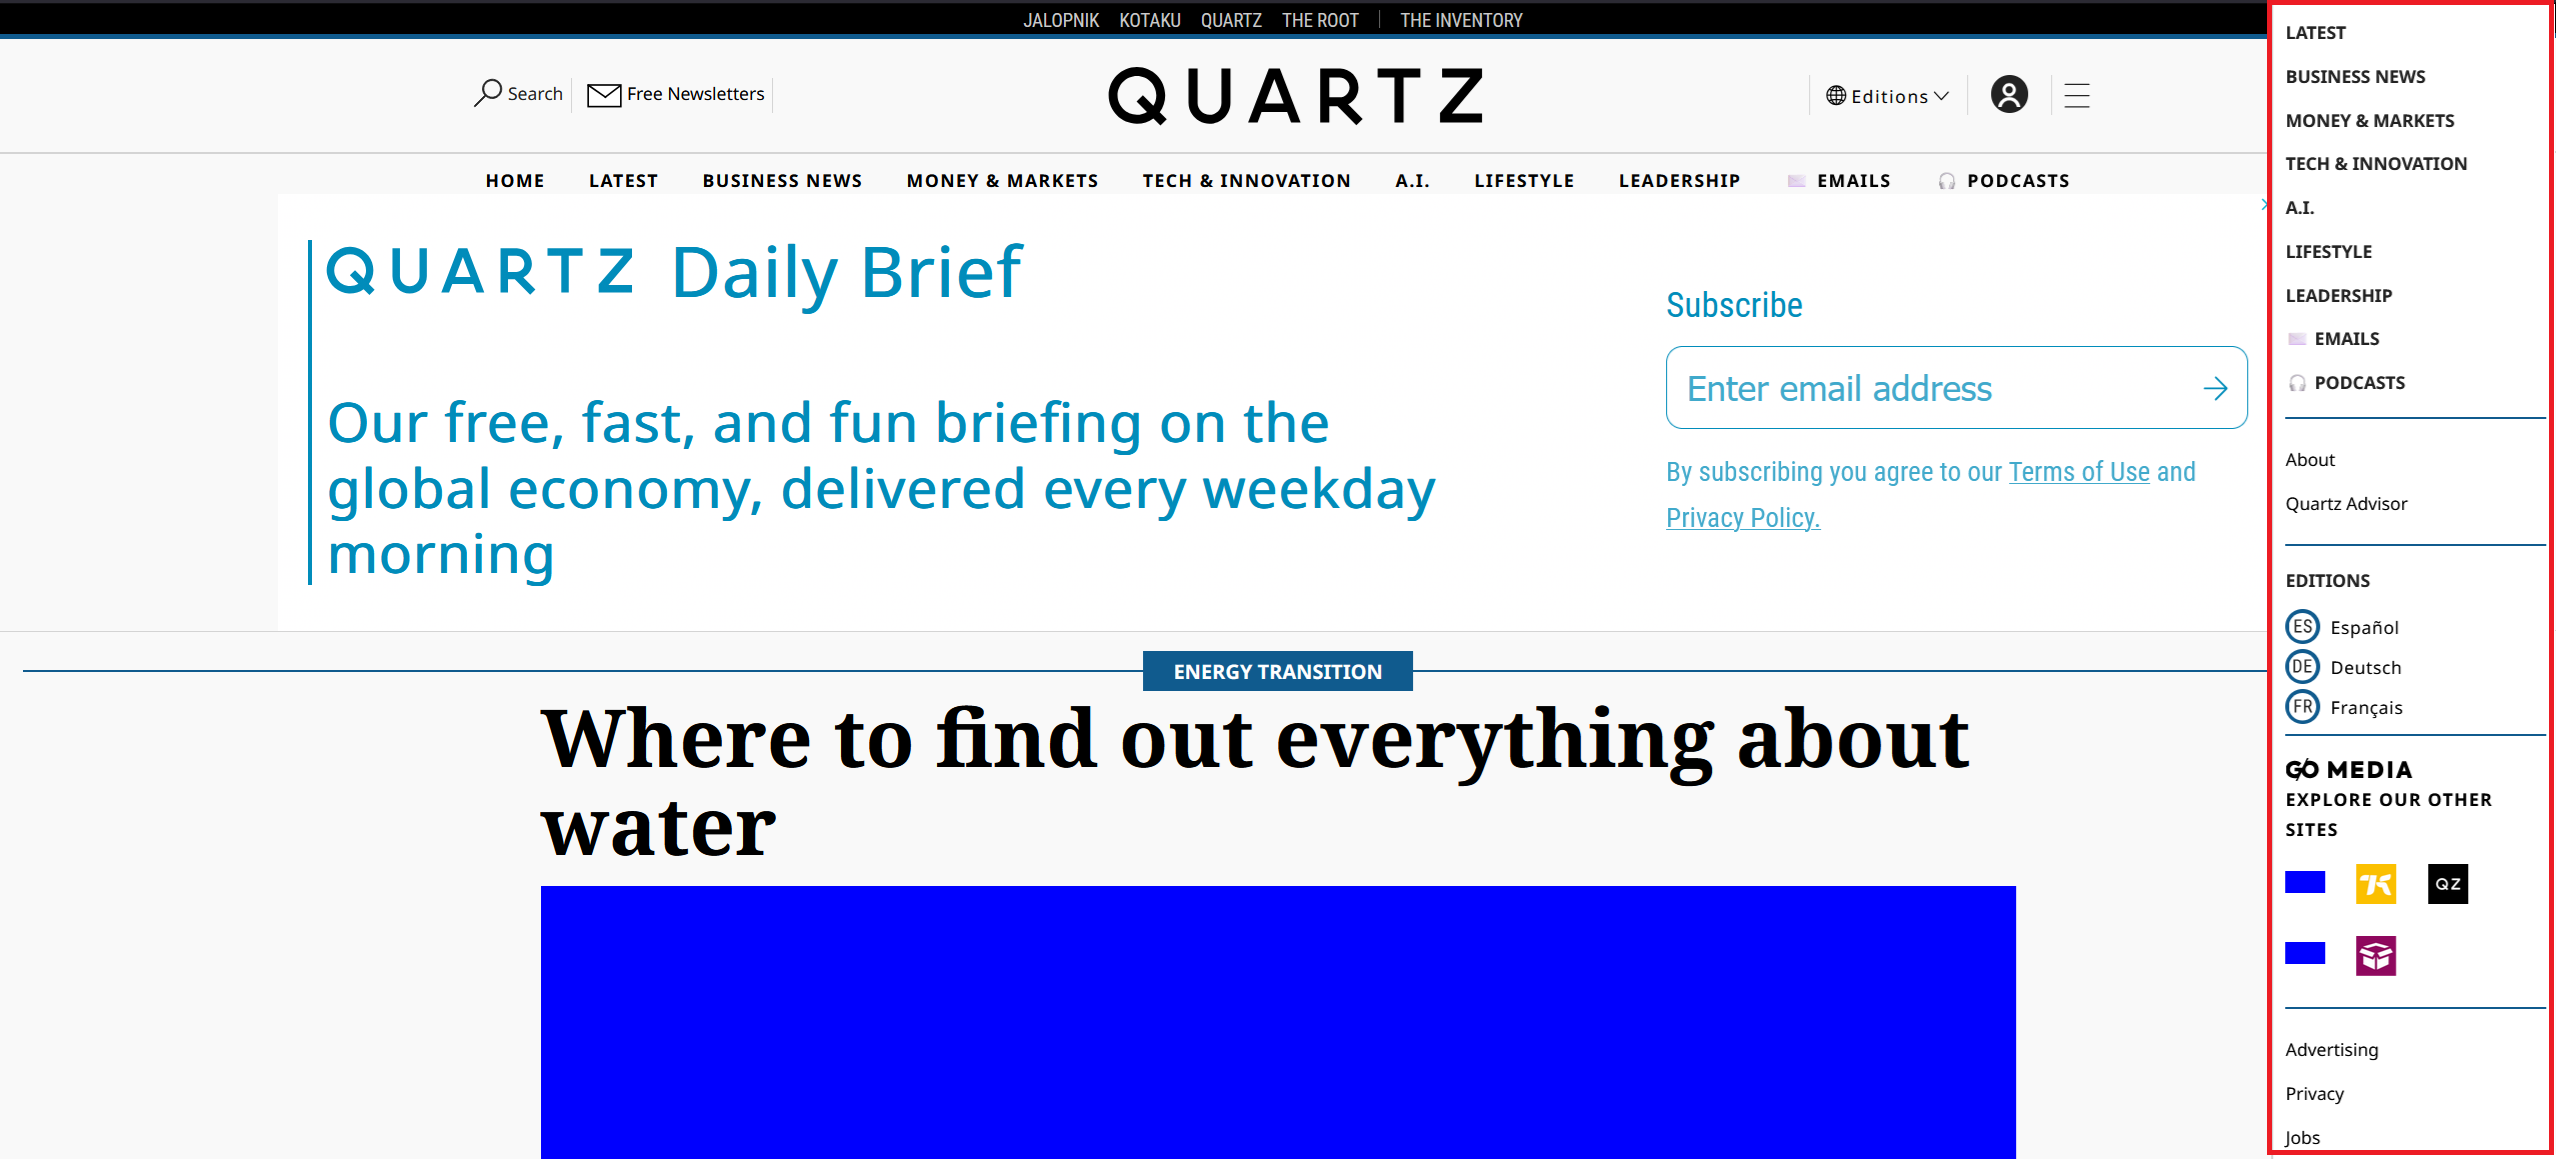 JALOPNIK KOTAKU QUARTZ THE ROOT THE INVENTORY
Search Free Newsletters
QUARTZ
Editions
HOME LATEST BUSINESS NEWS MONEY & MARKETS TECH & INNOVATION A.I. LIFESTYLE LEADERSHIP EMAILS PODCASTS
QUARTZ Daily Brief
Our free, fast, and fun briefing on the
global economy, delivered every weekday
morning
Subscribe
Enter email address
By subscribing you agree to our Terms of Use and
Privacy Policy.
ENERGY TRANSITION
Where to find out everything about
water
LATEST
BUSINESS NEWS
MONEY & MARKETS
TECH & INNOVATION
A.I.
LIFESTYLE
LEADERSHIP
EMAILS
PODCASTS
About
Quartz Advisor
EDITIONS
ES Español
DE Deutsch
FR Français
GO MEDIA
EXPLORE OUR OTHER
SITES
K QZ
Advertising
Privacy
Jobs